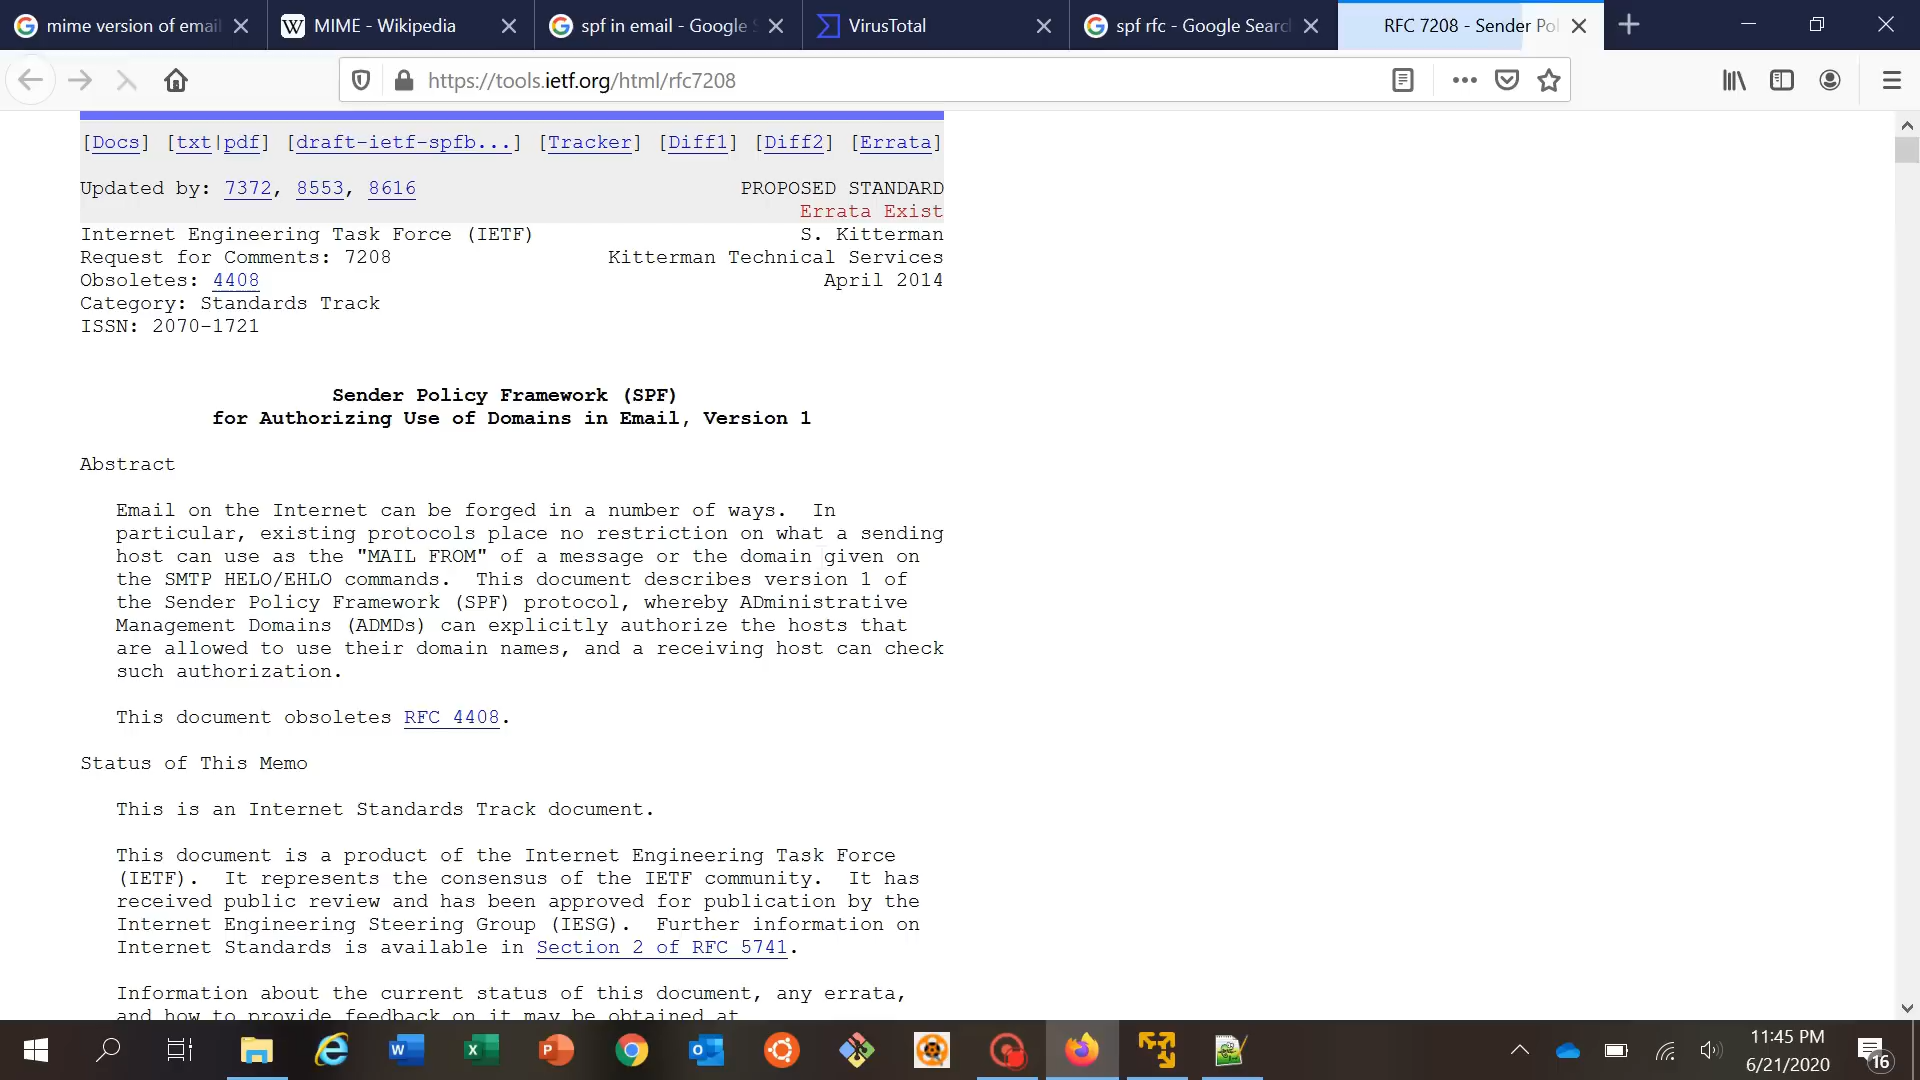 mime version of email
MIME - Wikipedia
spf in email - Google S
VirusTotal
spf rfc - Google Search
RFC 7208 - Sender Pol
https://tools.ietf.org/html/rfc7208
[Docs] [txt|pdf] [draft-ietf-spfb...] [Tracker] [Diff1] [Diff2] [Errata]
Updated by: 7372, 8553, 8616 PROPOSED STANDARD
Errata Exist
Internet Engineering Task Force (IETF) S. Kitterman
Request for Comments: 7208 Kitterman Technical Services
Obsoletes: 4408 April 2014
Category: Standards Track
ISSN: 2070-1721
Sender Policy Framework (SPF)
for Authorizing Use of Domains in Email, Version 1
Abstract
Email on the Internet can be forged in a number of ways. In
particular, existing protocols place no restriction on what a sending
host can use as the "MAIL FROM" of a message or the domain given on
the SMTP HELO/EHLO commands. This document describes version 1 of
the Sender Policy Framework (SPF) protocol, whereby ADministrative
Management Domains (ADMDs) can explicitly authorize the hosts that
are allowed to use their domain names, and a receiving host can check
such authorization.
This document obsoletes RFC 4408.
Status of This Memo
This is an Internet Standards Track document.
This document is a product of the Internet Engineering Task Force
(IETF). It represents the consensus of the IETF community. It has
received public review and has been approved for publication by the
Internet Engineering Steering Group (IESG). Further information on
Internet Standards is available in Section 2 of RFC 5741.
Information about the current status of this document, any errata,
and how to provide feedback on it may be obtained at
11:45 PM
6/21/2020
16